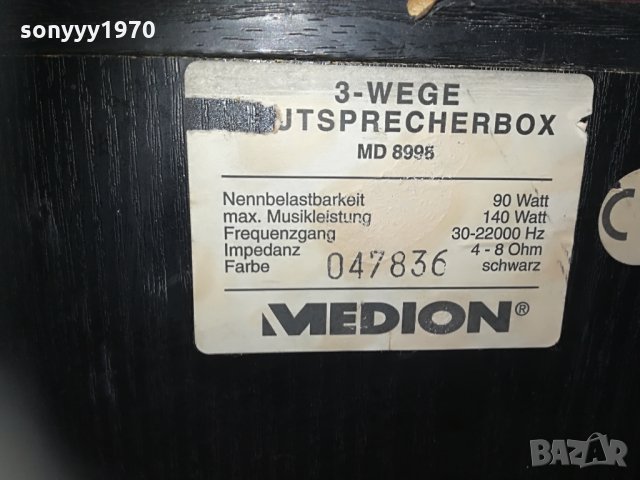 sonyyy1970
3-WEGE
UTSPRECHERBOX
MD 8995
Nennbelastbarkeit 90 Watt
max. Musikleistung 140 Watt
Frequenzgang 30-22000 Hz
Impedanz 4 - 8 Ohm
Farbe 047836 schwarz
MEDION®
BAZAR